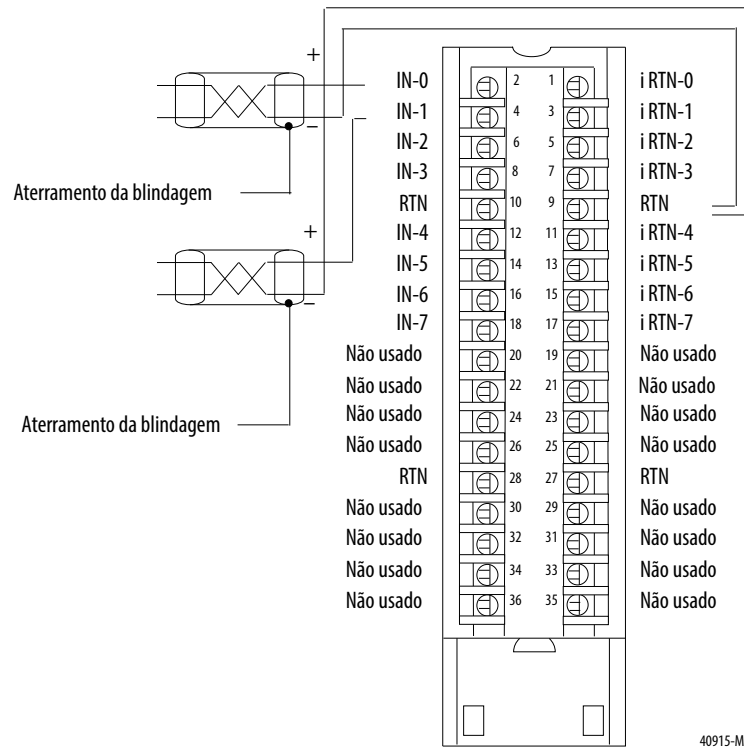 +
IN-0 2 1 i RTN-0
IN-1 4 3 i RTN-1
−
IN-2 6 5 i RTN-2
IN-3 8 7 i RTN-3
Aterramento da blindagem
RTN 10 9 RTN
+
IN-4 12 11 i RTN-4
IN-5 14 13 i RTN-5
IN-6 16 15 i RTN-6
−
IN-7 18 17 i RTN-7
Não usado 20 19 Não usado
Não usado 22 21 Não usado
Não usado 24 23 Não usado
Aterramento da blindagem
Não usado 26 25 Não usado
RTN 28 27 RTN
Não usado 30 29 Não usado
Não usado 32 31 Não usado
Não usado 34 33 Não usado
Não usado 36 35 Não usado
40915-M